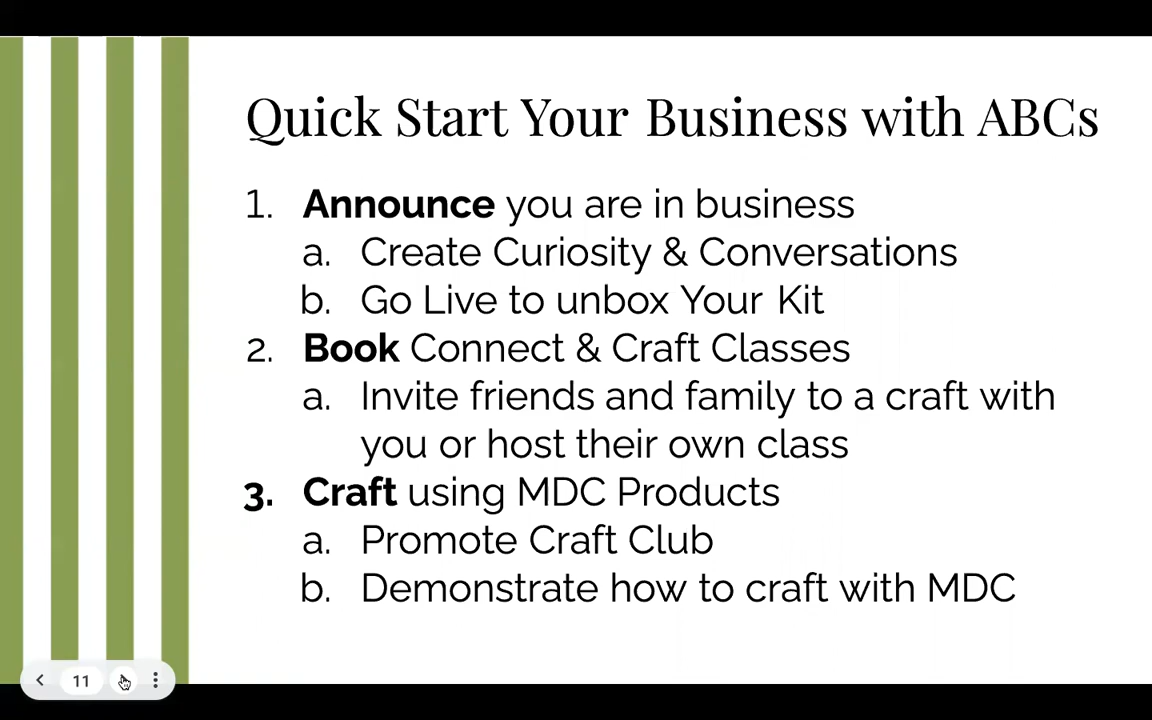 Quick Start Your Business with ABCs
1. Announce you are in business
a. Create Curiosity & Conversations
b. Go Live to unbox Your Kit
2. Book Connect & Craft Classes
a. Invite friends and family to a craft with
you or host their own class
3. Craft using MDC Products
a. Promote Craft Club
b. Demonstrate how to craft with MDC
11